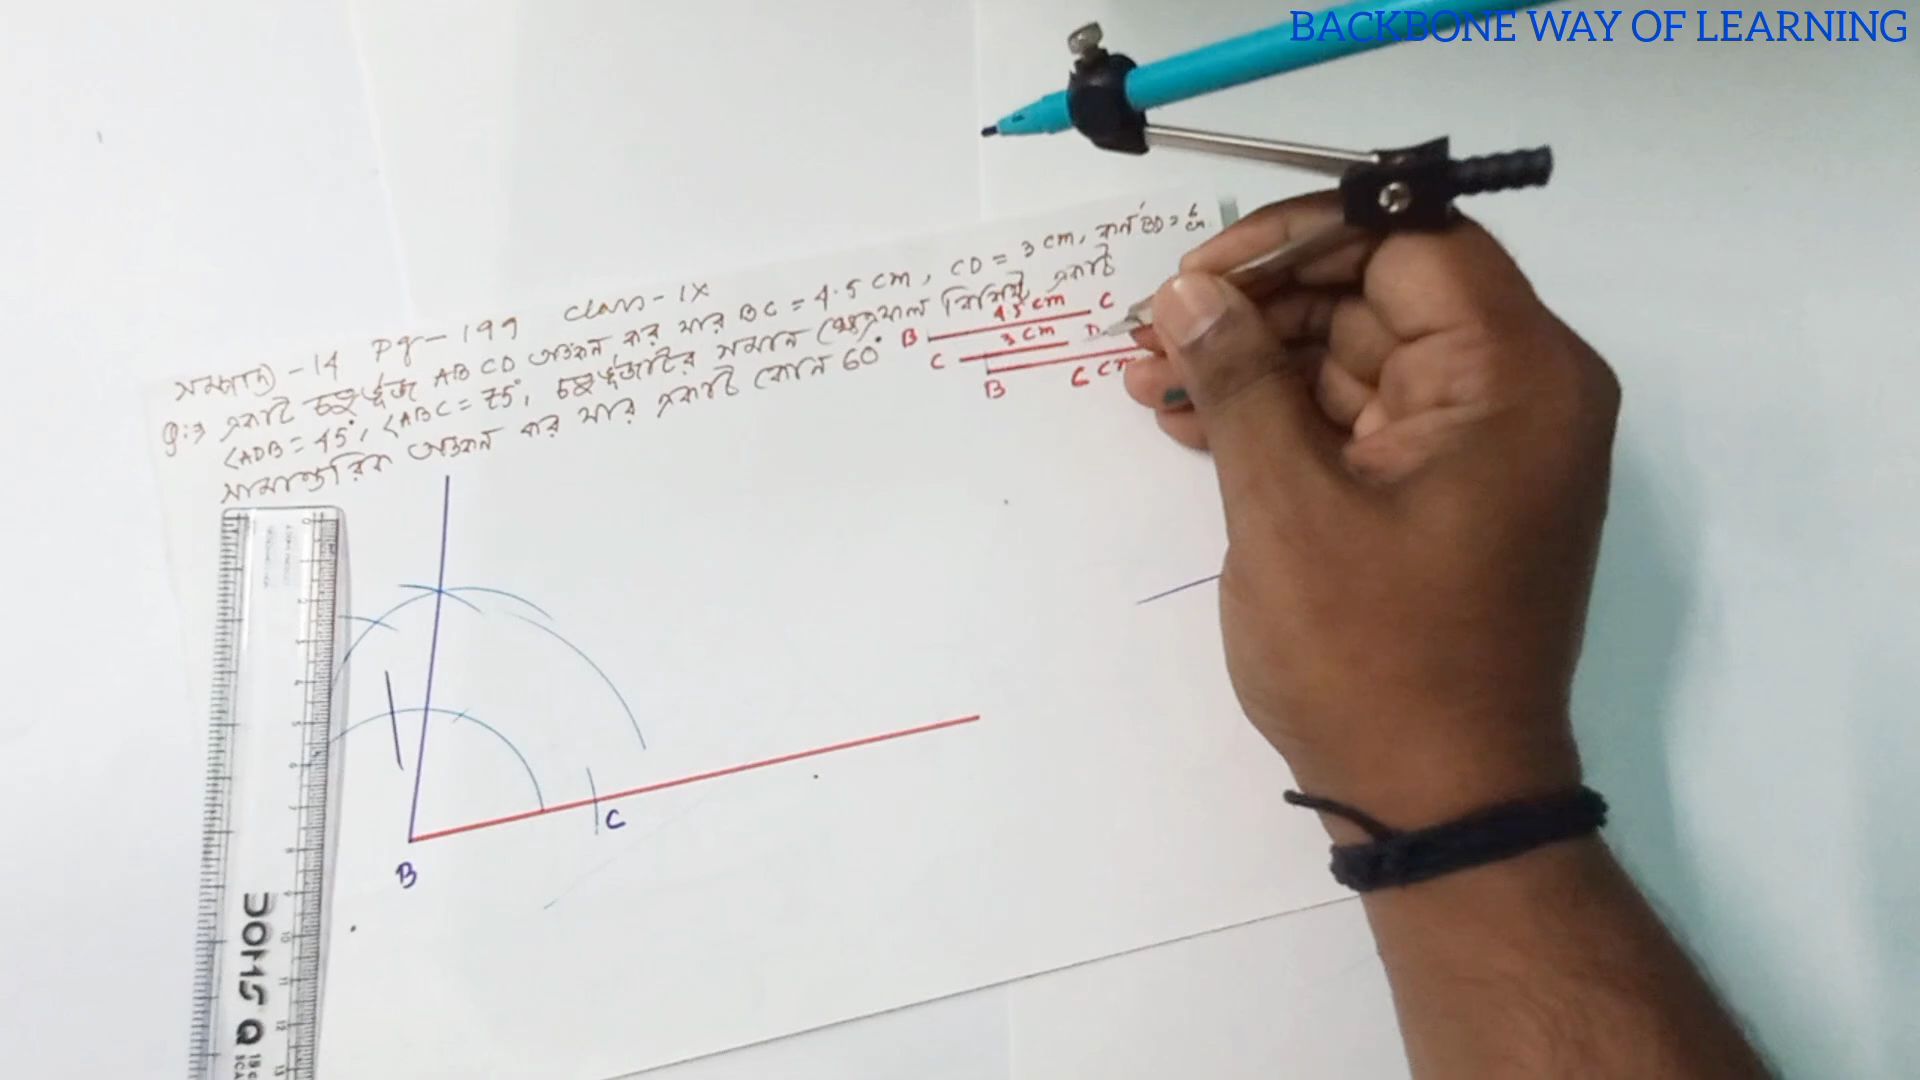 BACKBONE WAY OF LEARNING
সম্পাদ্য - 14 Pg - 199 Class - IX
Q:→ একটি চতুর্ভুজ ABCD অঙ্কন কর যার BC = 4.5 cm, CD = 3 cm, কর্ণ BD = 6 cm.
∠ADB = 45°, ∠ABC = 75°, চতুর্ভুজটির সমান ক্ষেত্রফল বিশিষ্ট একটি
সামান্তরিক অঙ্কন কর যার একটি কোন 60°
B 4.5 cm C
C 3 cm D
B 6 cm
C
B
DOMS Q